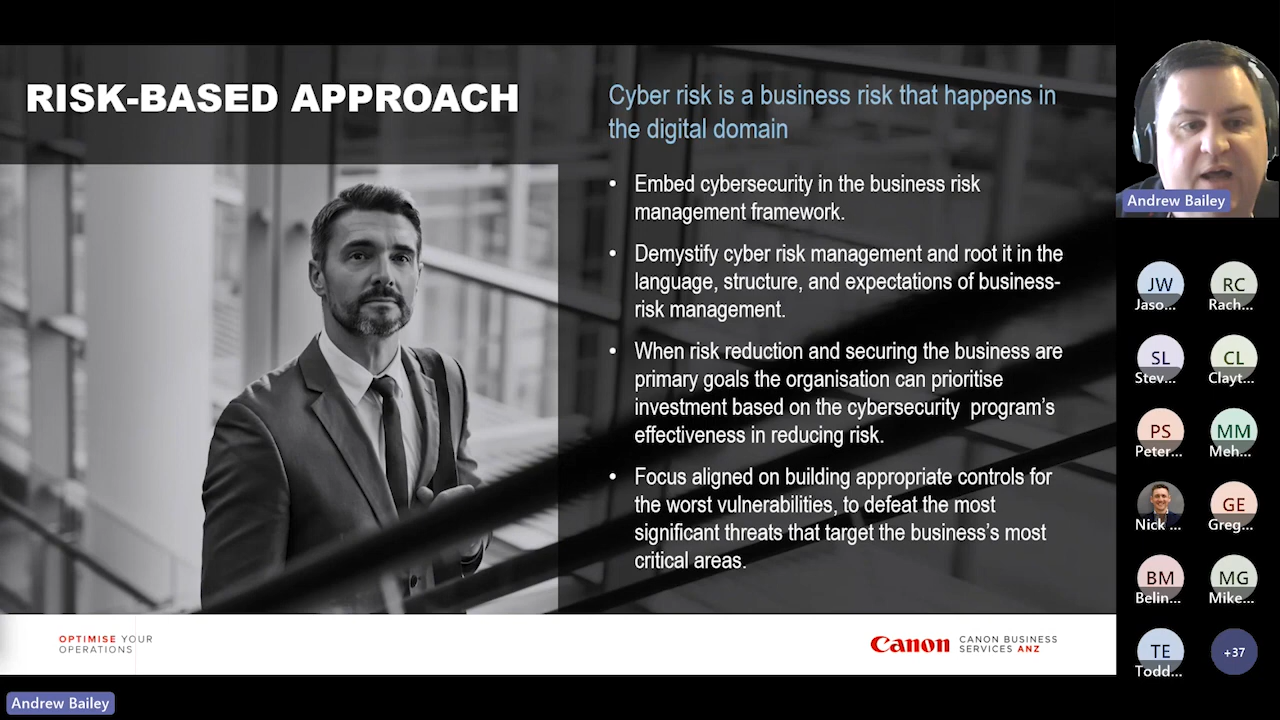 RISK-BASED APPROACH
Cyber risk is a business risk that happens in
the digital domain
• Embed cybersecurity in the business risk
management framework.
• Demystify cyber risk management and root it in the
language, structure, and expectations of business-
risk management.
• When risk reduction and securing the business are
primary goals the organisation can prioritise
investment based on the cybersecurity  program's
effectiveness in reducing risk.
• Focus aligned on building appropriate controls for
the worst vulnerabilities, to defeat the most
significant threats that target the business's most
critical areas.
OPTIMISE YOUR
OPERATIONS
Canon
CANON BUSINESS
SERVICES ANZ
Andrew Bailey
Andrew Bailey
JW
Jaso...
RC
Rach...
SL
Stev...
CL
Clayt...
PS
Peter...
MM
Meh...
Nick ...
GE
Greg...
BM
Belin...
MG
Mike...
TE
Todd...
+37